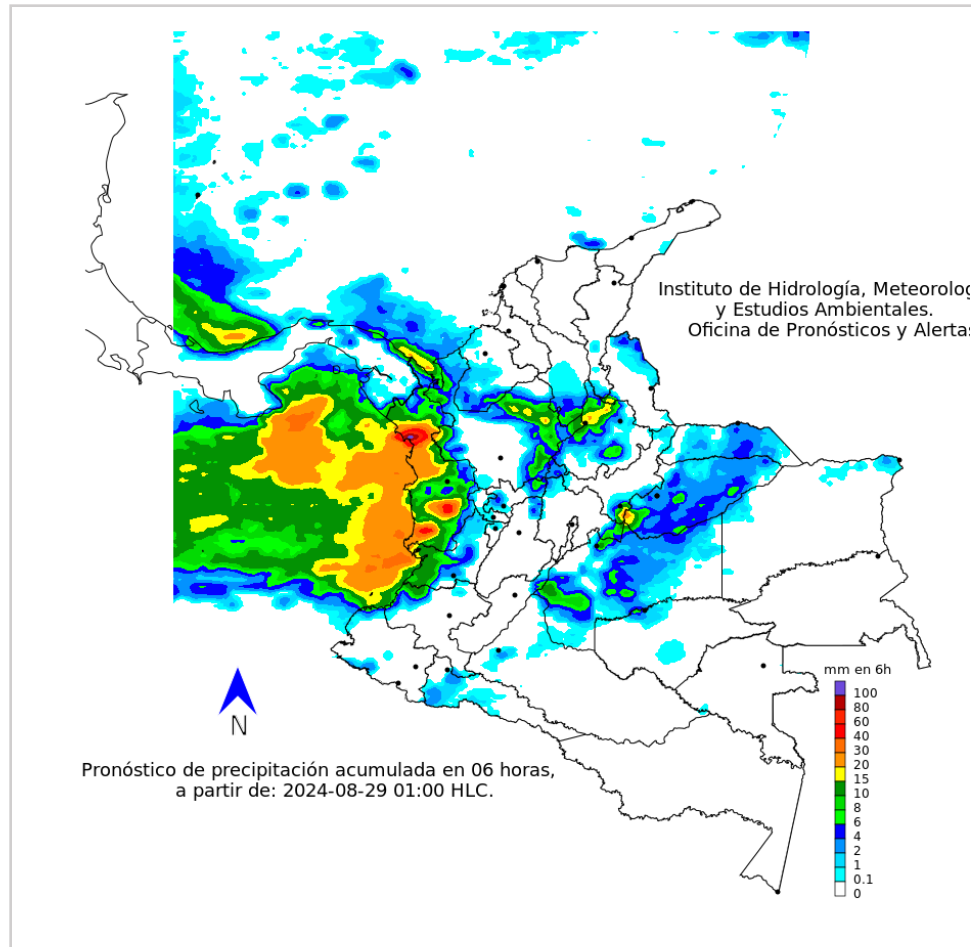 Instituto de Hidrología, Meteorolog
y Estudios Ambientales.
Oficina de Pronósticos y Alertas
mm en 6h
100
80
60
40
30
20
15
10
8
6
4
2
1
0.1
0
N
Pronóstico de precipitación acumulada en 06 horas,
a partir de: 2024-08-29 01:00 HLC.